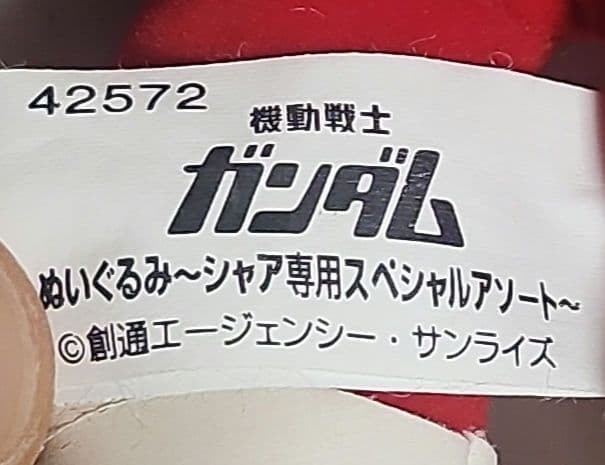 42572
機動戦士
ガンダム
ぬいぐるみ〜シャア専用スペシャルアソート〜
©創通エージェンシー・サンライズ